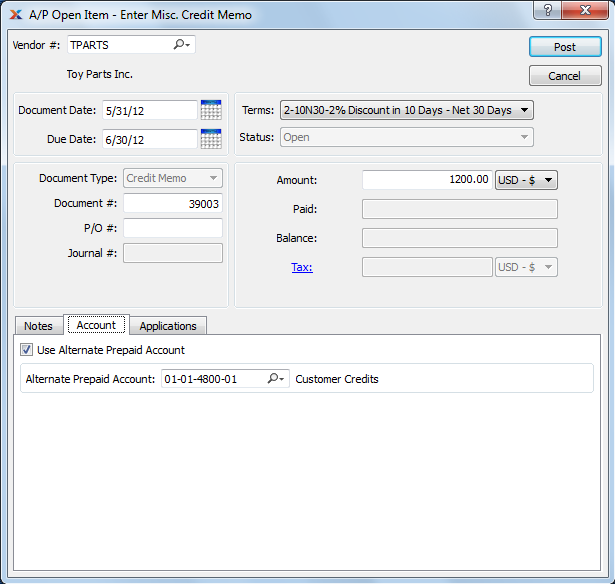 A/P Open Item - Enter Misc. Credit Memo
?
Vendor #: TPARTS
Post
Toy Parts Inc.
Cancel
Document Date: 5/31/12
Terms: 2-10N30-2% Discount in 10 Days - Net 30 Days
Due Date: 6/30/12
Status: Open
Document Type: Credit Memo
Amount: 1200.00 USD - $
Document #: 39003
Paid:
P/O #:
Balance:
Journal #:
Tax: USD - $
Notes Account Applications
Use Alternate Prepaid Account
Alternate Prepaid Account: 01-01-4800-01 Customer Credits